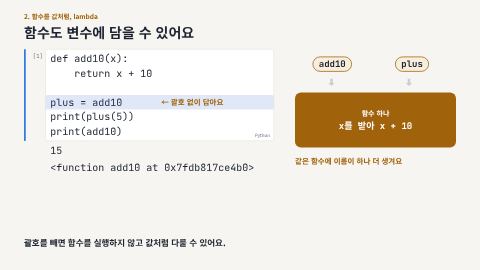 2. 함수를 값처럼, lambda
함수도 변수에 담을 수 있어요
[1]
def add10(x):
    return x + 10
plus = add10 ← 괄호 없이 담아요
print(plus(5))
print(add10)
Python
15
<function add10 at 0x7fdb817ce4b0>
add10 plus
함수 하나
x를 받아 x + 10
같은 함수에 이름이 하나 더 생겨요
괄호를 빼면 함수를 실행하지 않고 값처럼 다룰 수 있어요.